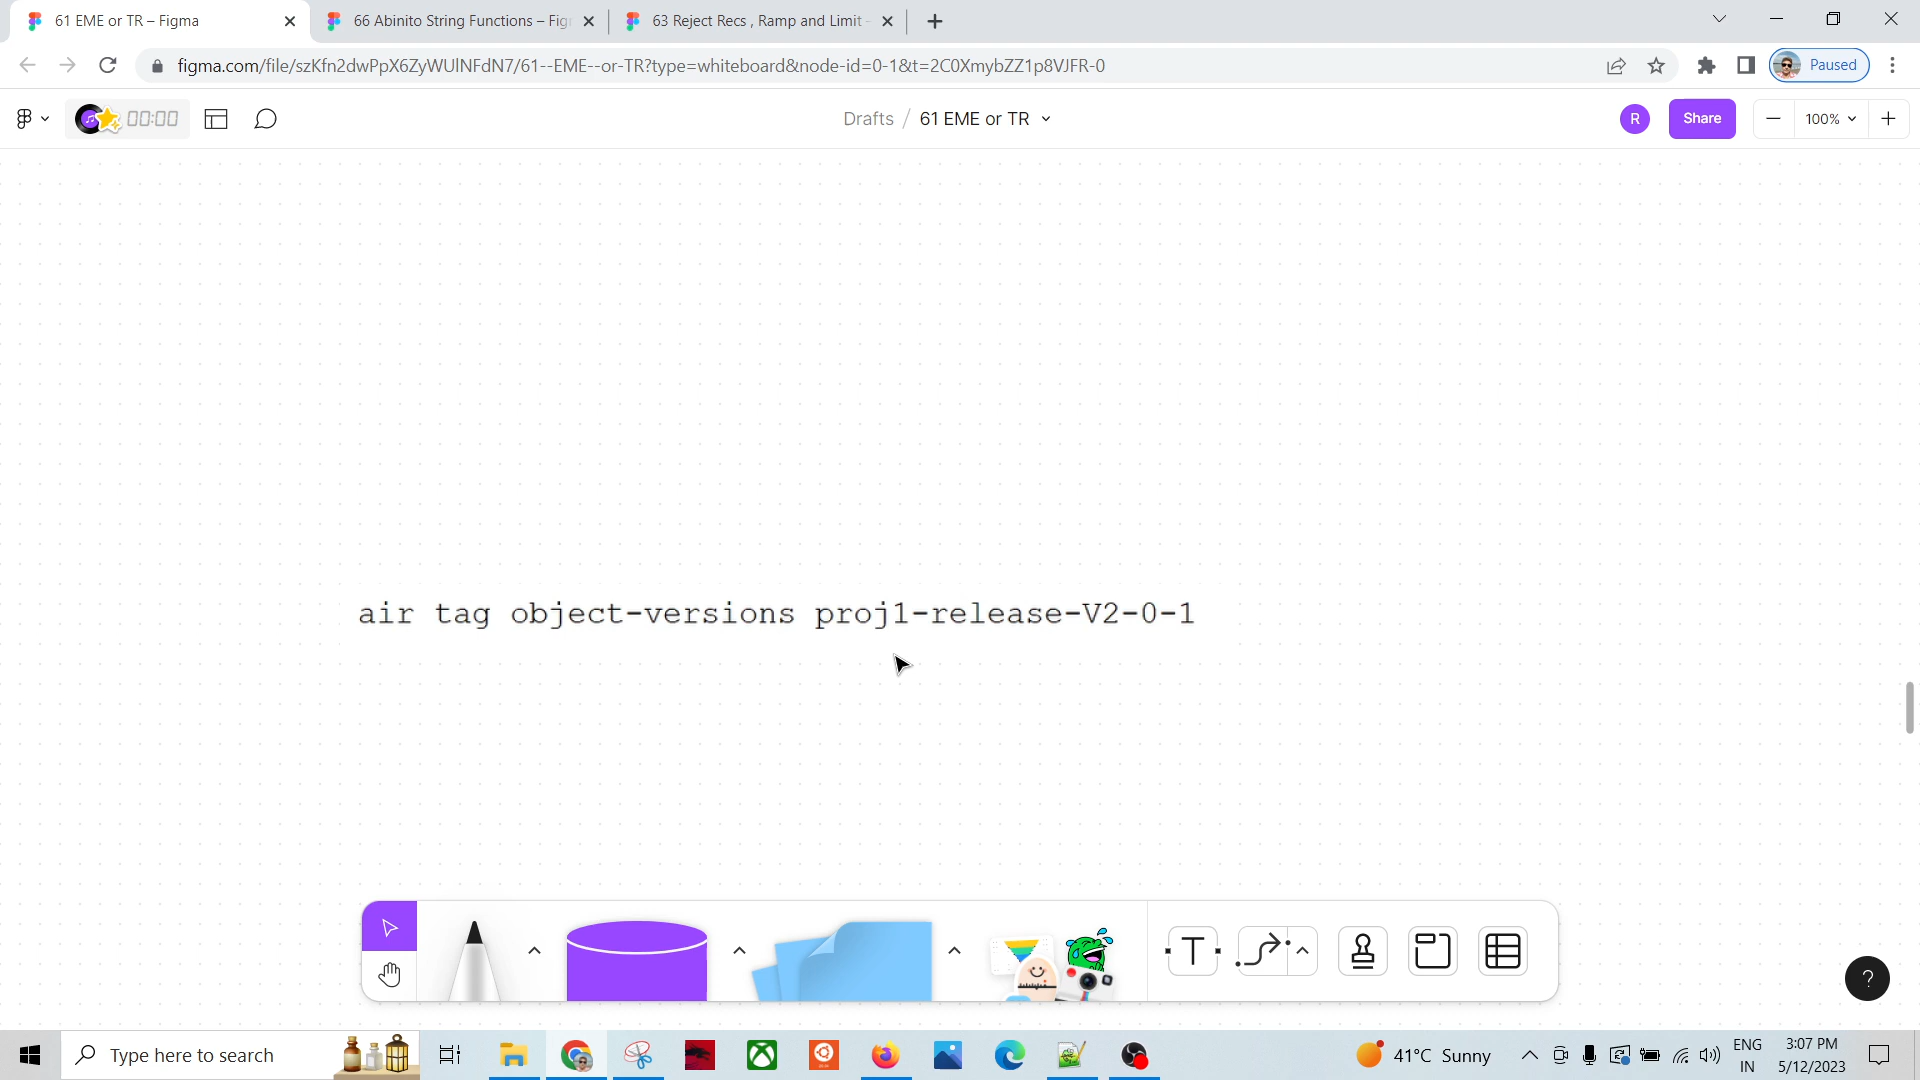 61 EME or TR – Figma
66 Abinito String Functions – Fig
63 Reject Recs , Ramp and Limit -
figma.com/file/szKfn2dwPpX6ZyWUlNFdN7/61--EME--or-TR?type=whiteboard&node-id=0-1&t=2C0XmybZZ1p8VJFR-0
Paused
00:00
Drafts / 61 EME or TR
R
Share
100%
air tag object-versions proj1-release-V2-0-1
T
?
Type here to search
41°C Sunny
ENG
IN
3:07 PM
5/12/2023